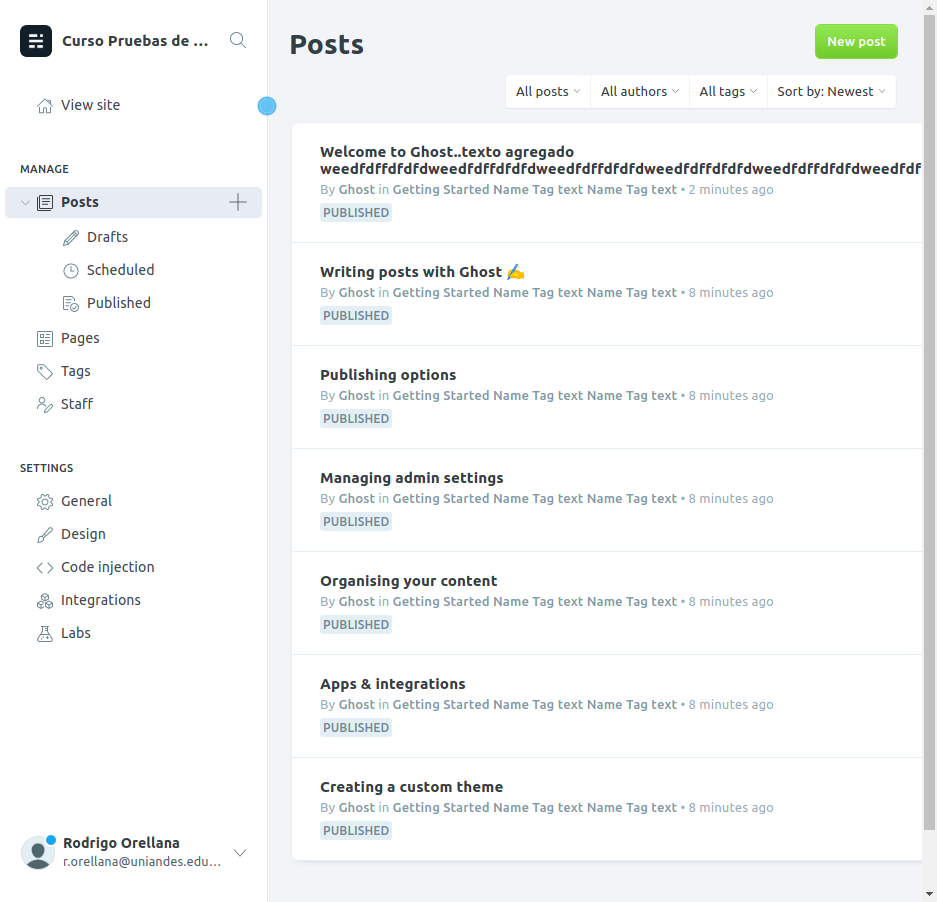 Curso Pruebas de ...
View site
MANAGE
Posts
Drafts
Scheduled
Published
Pages
Tags
Staff
SETTINGS
General
Design
Code injection
Integrations
Labs
Rodrigo Orellana
r.orellana@uniandes.edu...
Posts
New post
All posts
All authors
All tags
Sort by: Newest
Welcome to Ghost..texto agregado
weedfdffdfdfdweedfdffdfdfdweedfdffdfdfdweedfdffdfdfdweedfdffdfdfdweedfdf
By Ghost in Getting Started Name Tag text Name Tag text • 2 minutes ago
PUBLISHED
Writing posts with Ghost ✍️
By Ghost in Getting Started Name Tag text Name Tag text • 8 minutes ago
PUBLISHED
Publishing options
By Ghost in Getting Started Name Tag text Name Tag text • 8 minutes ago
PUBLISHED
Managing admin settings
By Ghost in Getting Started Name Tag text Name Tag text • 8 minutes ago
PUBLISHED
Organising your content
By Ghost in Getting Started Name Tag text Name Tag text • 8 minutes ago
PUBLISHED
Apps & integrations
By Ghost in Getting Started Name Tag text Name Tag text • 8 minutes ago
PUBLISHED
Creating a custom theme
By Ghost in Getting Started Name Tag text Name Tag text • 8 minutes ago
PUBLISHED